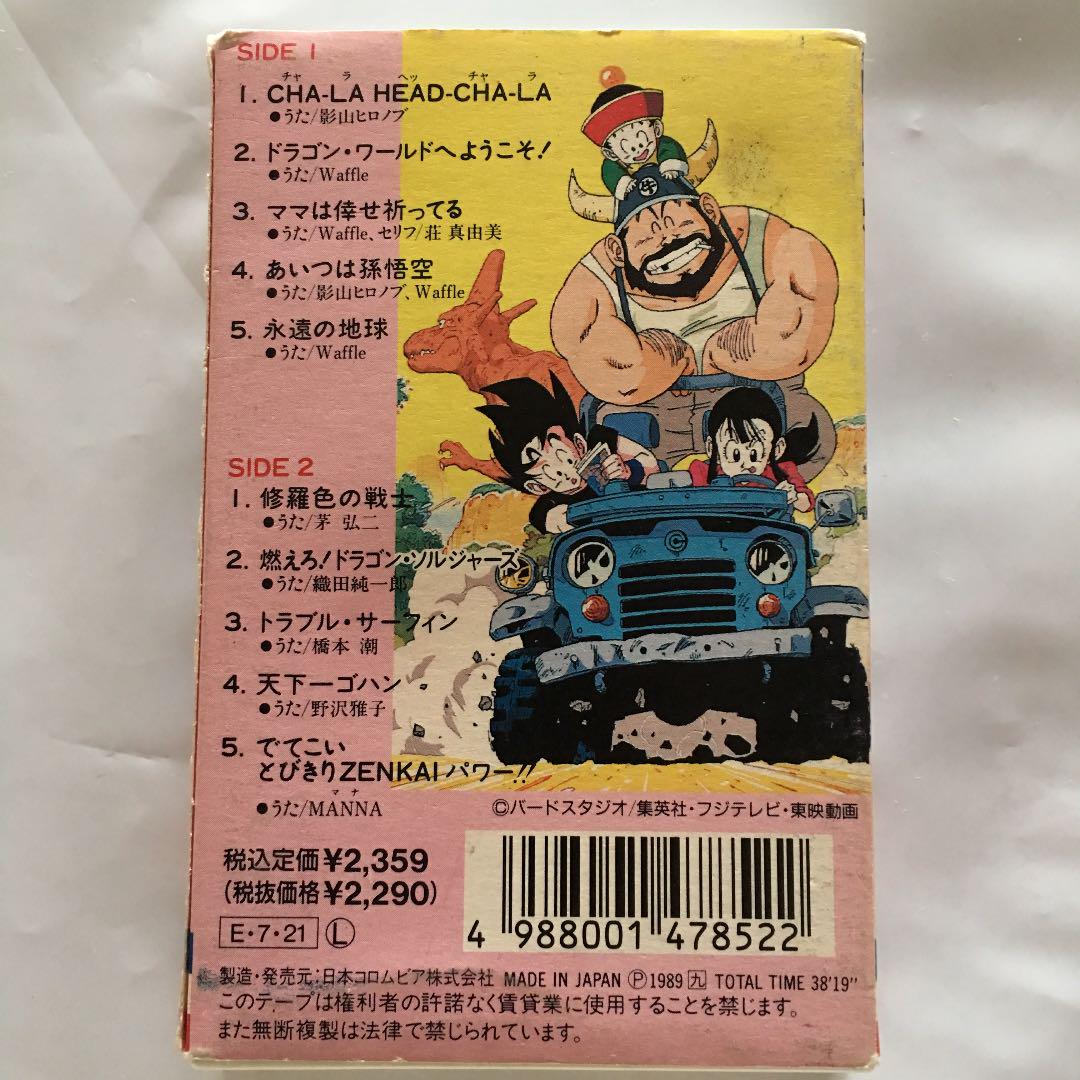 SIDE 1
チャ ラ ヘッ チャ ラ
1. CHA-LA HEAD-CHA-LA
●うた/影山ヒロノブ
2. ドラゴン・ワールドへようこそ!
●うた/Waffle
3. ママは倖せ祈ってる
●うた/Waffle、セリフ/荘 真由美
4. あいつは孫悟空
●うた/影山ヒロノブ、Waffle
5. 永遠の地球
●うた/Waffle
牛
C
SIDE 2
1. 修羅色の戦士
●うた/茅 弘二
2. 燃えろ!ドラゴン・ソルジャーズ
●うた/織田純一郎
3. トラブル・サーフィン
●うた/橋本 潮
4. 天下一ゴハン
●うた/野沢雅子
5. でてこい
とびきりZENKAIパワー!!
マ ナ
●うた/MANNA
©バードスタジオ/集英社・フジテレビ・東映動画
税込定価¥2,359
(税抜価格¥2,290)
E・7・21 Ⓛ
4 988001 478522
製造・発売元:日本コロムビア株式会社 MADE IN JAPAN Ⓟ1989 九 TOTAL TIME 38'19"
このテープは権利者の許諾なく賃貸業に使用することを禁じます。
また無断複製は法律で禁じられています。